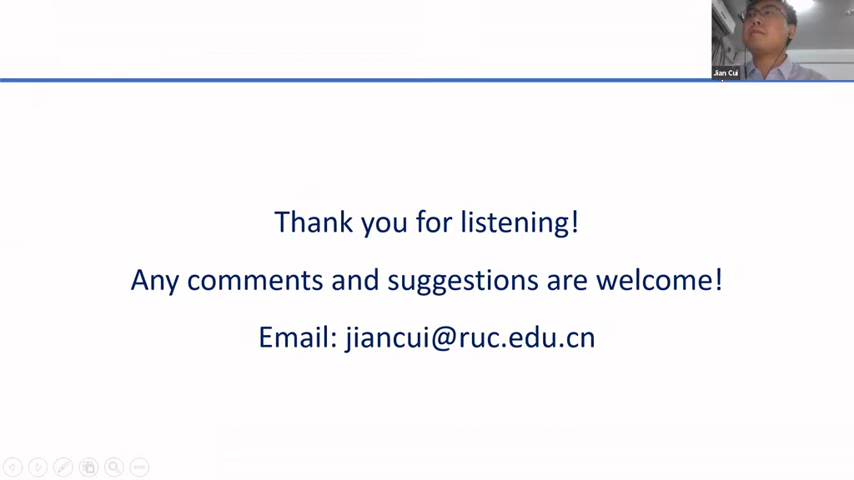 Jian Cui
Thank you for listening!
Any comments and suggestions are welcome!
Email: jiancui@ruc.edu.cn